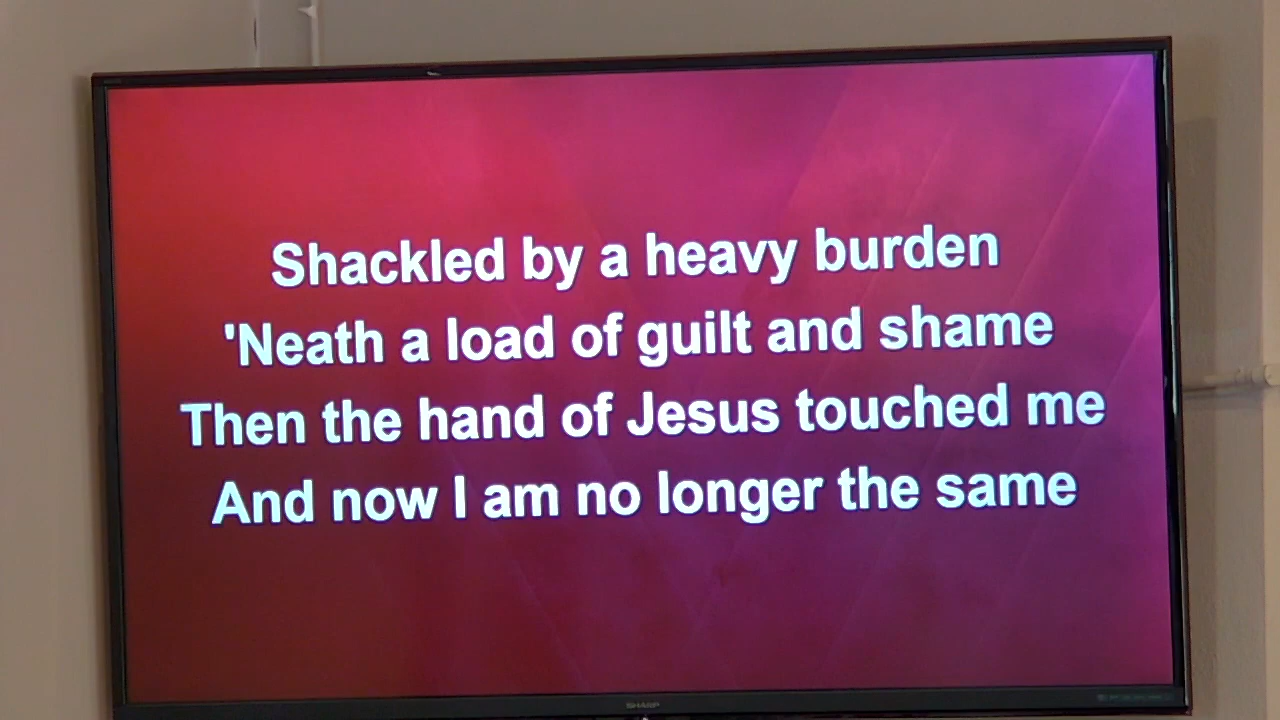 Shackled by a heavy burden
'Neath a load of guilt and shame
Then the hand of Jesus touched me
And now I am no longer the same
SHARP